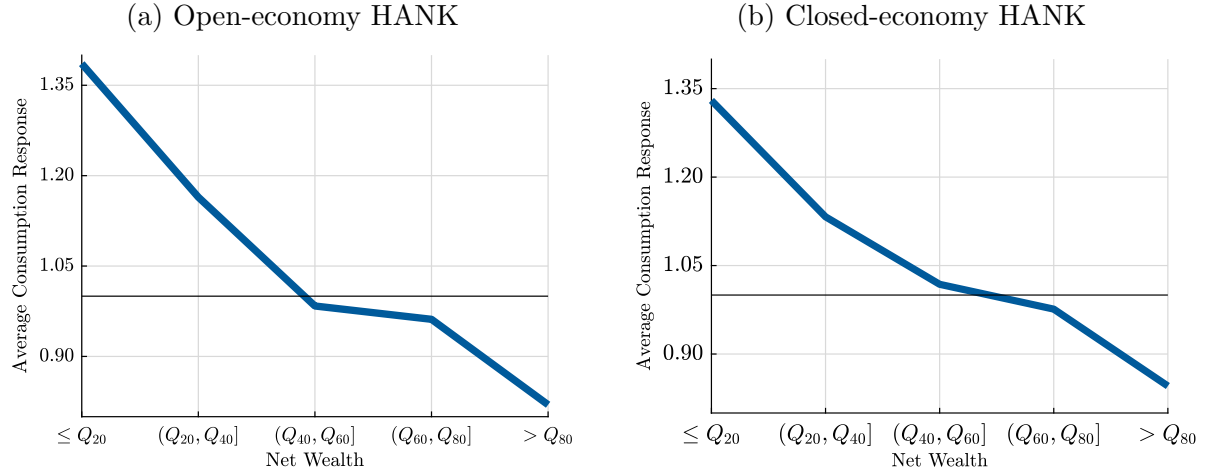 (a) Open-economy HANK
Average Consumption Response
1.35
1.20
1.05
0.90
≤ Q20
(Q20, Q40]
(Q40, Q60]
(Q60, Q80]
> Q80
Net Wealth
(b) Closed-economy HANK
Average Consumption Response
1.35
1.20
1.05
0.90
≤ Q20
(Q20, Q40]
(Q40, Q60]
(Q60, Q80]
> Q80
Net Wealth